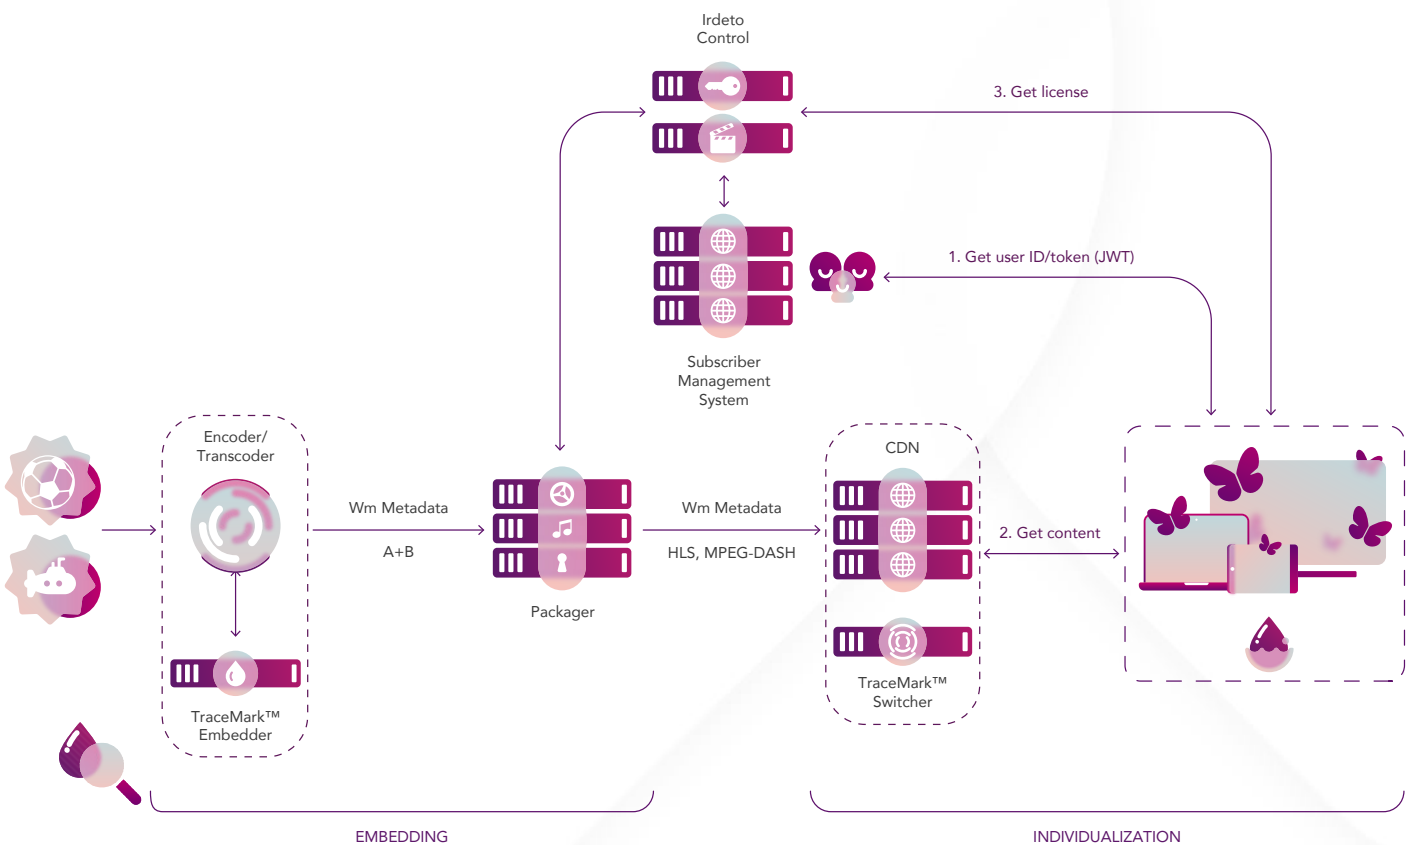 Irdeto
Control
3. Get license
1. Get user ID/token (JWT)
Subscriber
Management
System
Encoder/
Transcoder
CDN
Wm Metadata
A+B
Wm Metadata
HLS, MPEG-DASH
2. Get content
Packager
TraceMark™
Embedder
TraceMark™
Switcher
EMBEDDING
INDIVIDUALIZATION